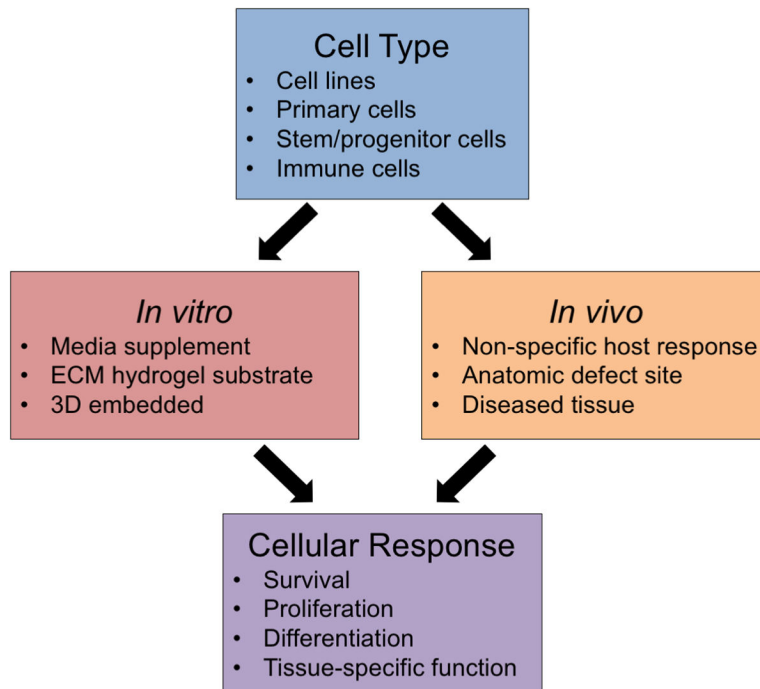 Cell Type
• Cell lines
• Primary cells
• Stem/progenitor cells
• Immune cells
In vitro
• Media supplement
• ECM hydrogel substrate
• 3D embedded
In vivo
• Non-specific host response
• Anatomic defect site
• Diseased tissue
Cellular Response
• Survival
• Proliferation
• Differentiation
• Tissue-specific function